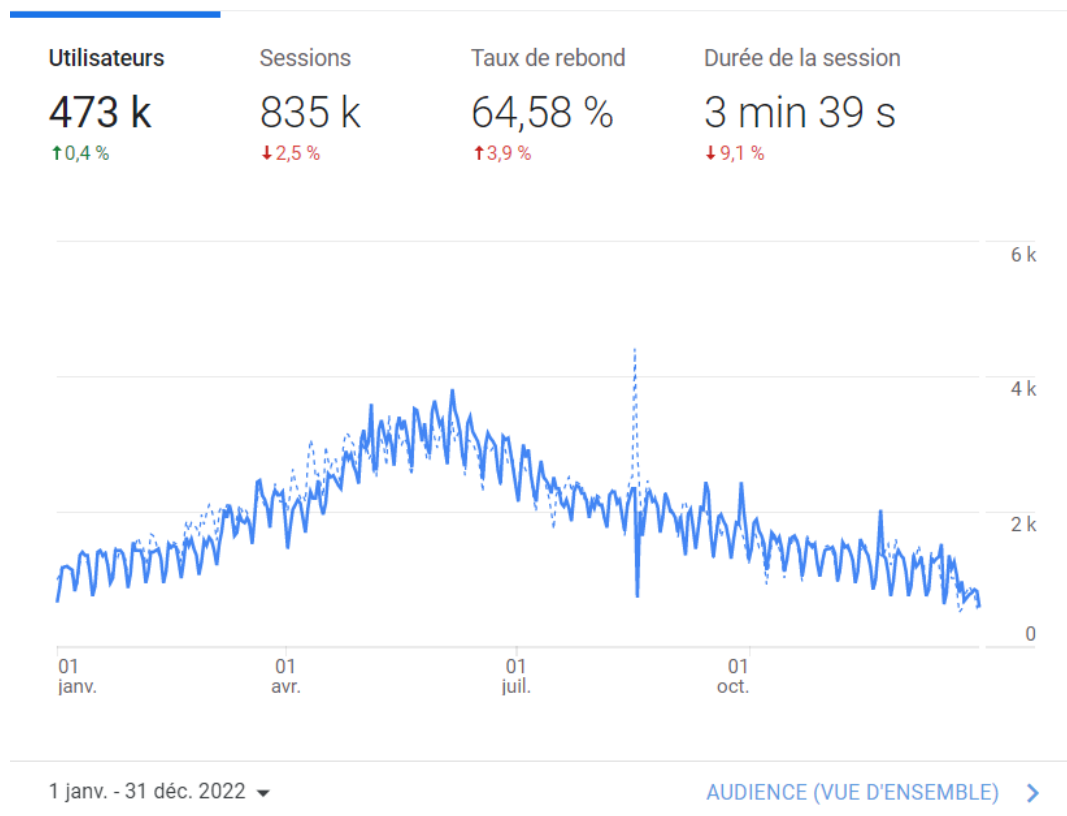 Utilisateurs Sessions Taux de rebond Durée de la session
473 k 835 k 64,58 % 3 min 39 s
↑0,4 % ↓2,5 % ↑3,9 % ↓9,1 %
6 k
4 k
2 k
0
01 01 01 01
janv. avr. juil. oct.
1 janv. - 31 déc. 2022 AUDIENCE (VUE D'ENSEMBLE)